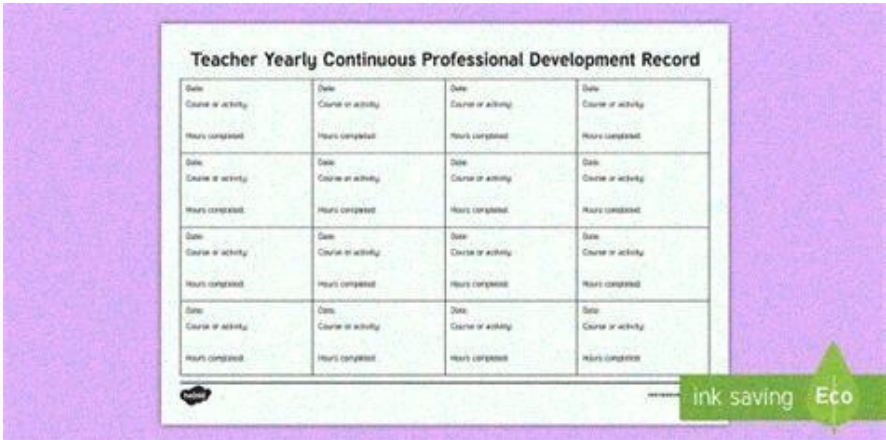 Teacher Yearly Continuous Professional Development Record
Date: Date: Date: Date:
Course or activity: Course or activity: Course or activity: Course or activity:
Hours completed: Hours completed: Hours completed: Hours completed:
Date: Date: Date: Date:
Course or activity: Course or activity: Course or activity: Course or activity:
Hours completed: Hours completed: Hours completed: Hours completed:
Date: Date: Date: Date:
Course or activity: Course or activity: Course or activity: Course or activity:
Hours completed: Hours completed: Hours completed: Hours completed:
Date: Date: Date: Date:
Course or activity: Course or activity: Course or activity: Course or activity:
Hours completed: Hours completed: Hours completed: Hours completed:
twinkl
ink saving Eco